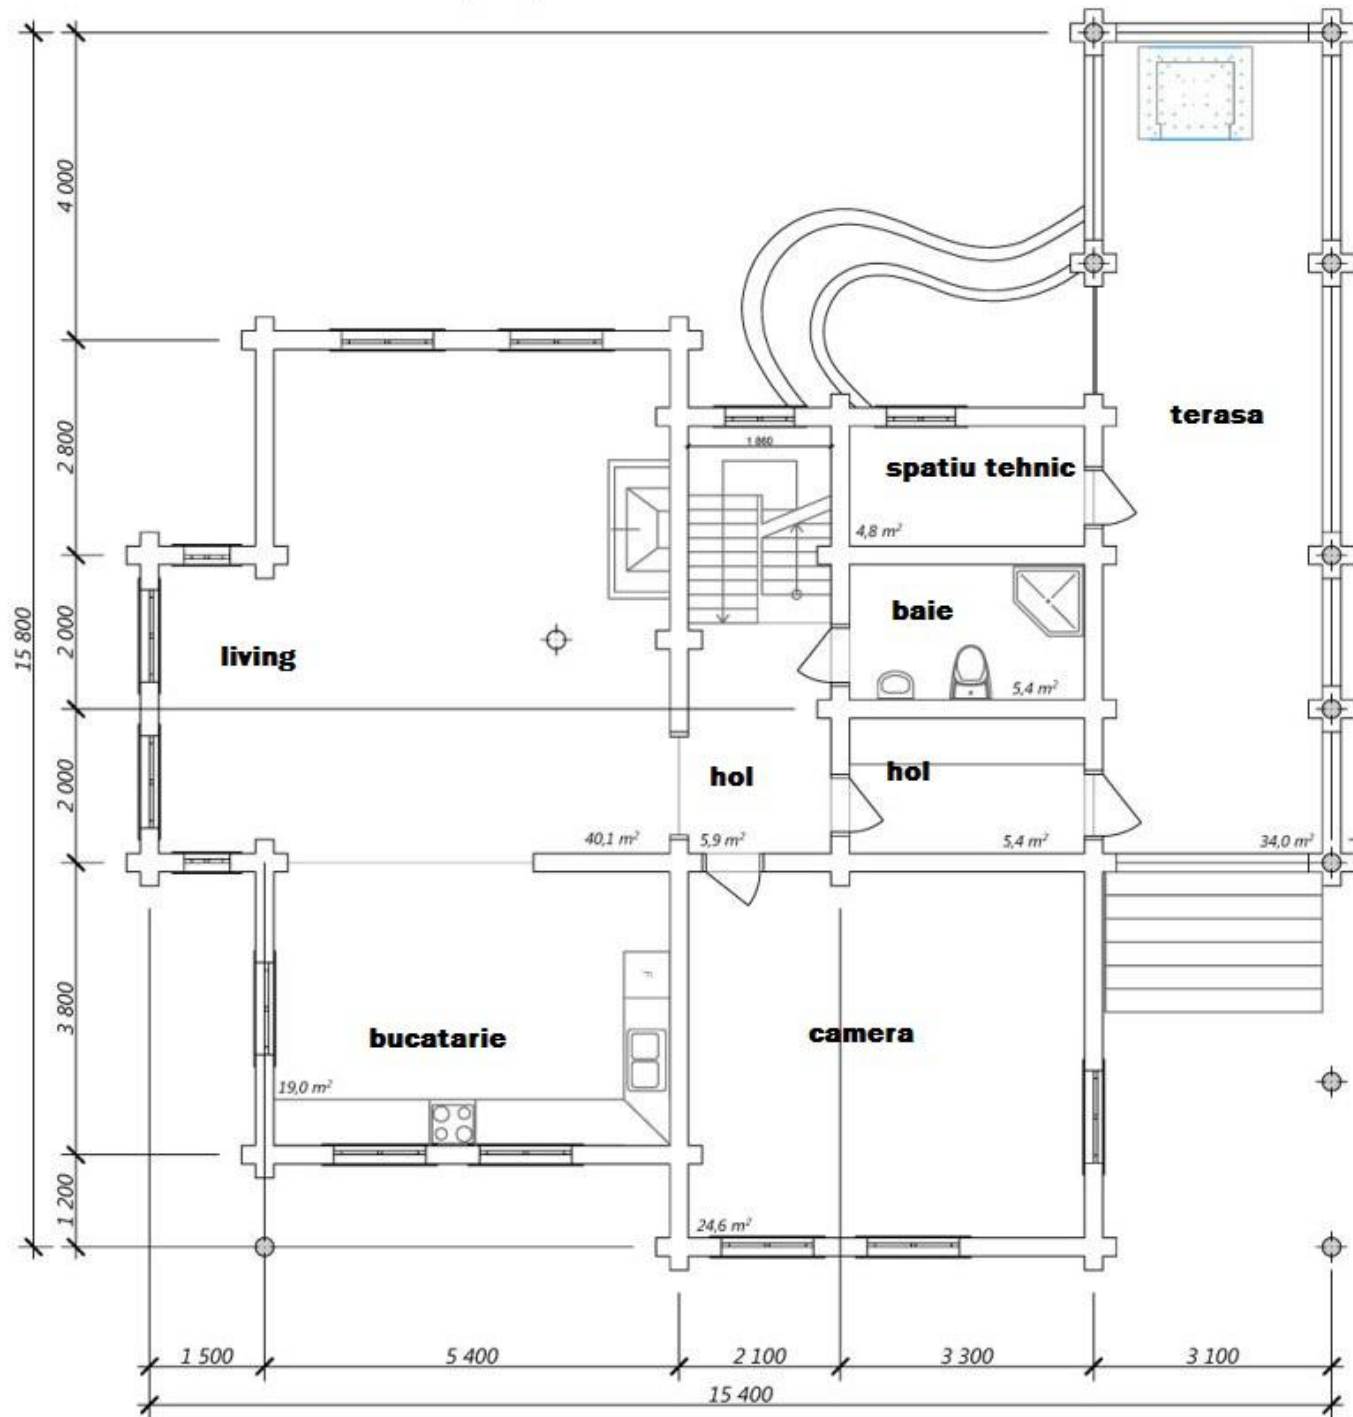 4 000
terasa
2 800
1 860
spatiu tehnic
4,8 m²
15 800
2 000
baie
living
5,4 m²
2 000
hol
hol
40,1 m²
5,9 m²
5,4 m²
34,0 m²
F
3 800
bucatarie
camera
19,0 m²
1 200
24,6 m²
1 500
5 400
2 100
3 300
3 100
15 400